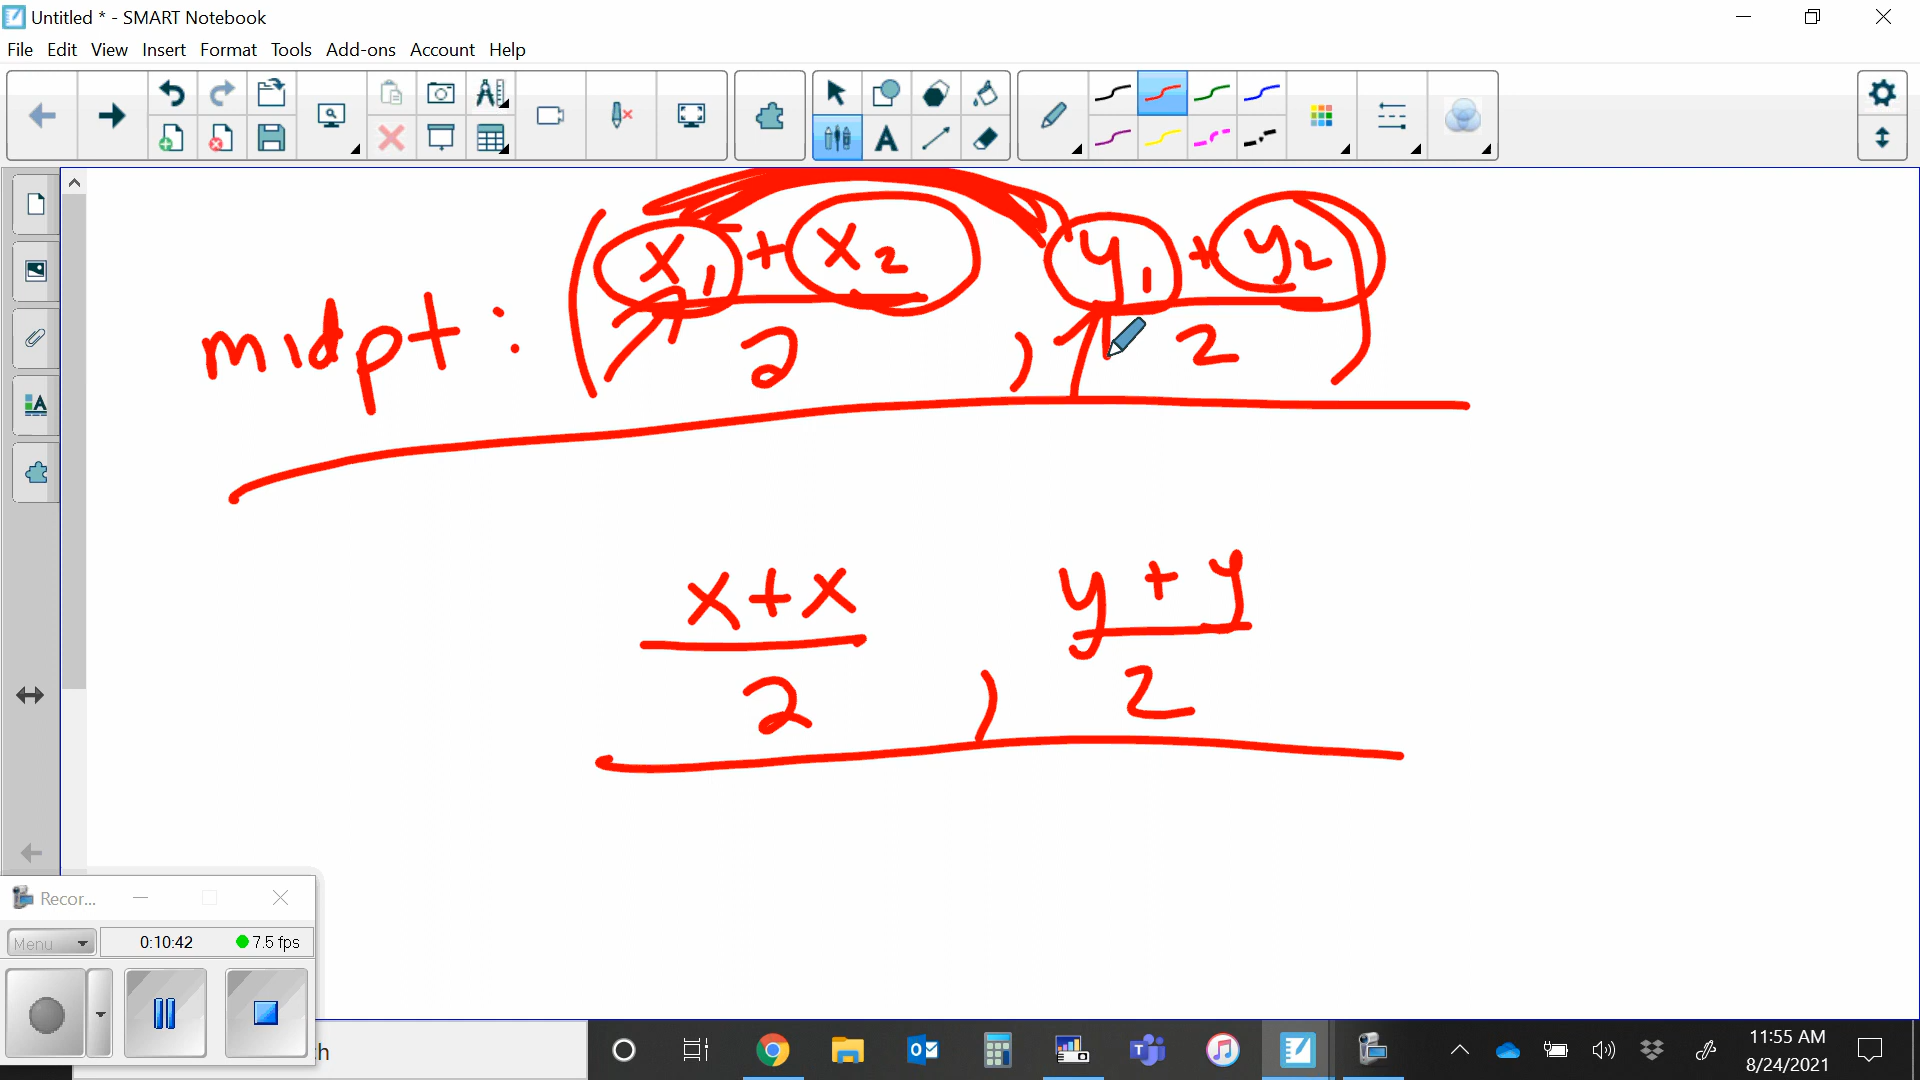 Untitled * - SMART Notebook
File Edit View Insert Format Tools Add-ons Account Help
midpt : ( x₁ + x₂ / 2 , y₁ + y₂ / 2 )
x + x / 2 , y + y / 2
Recor...
Menu 0:10:42 7.5 fps
h
11:55 AM
8/24/2021